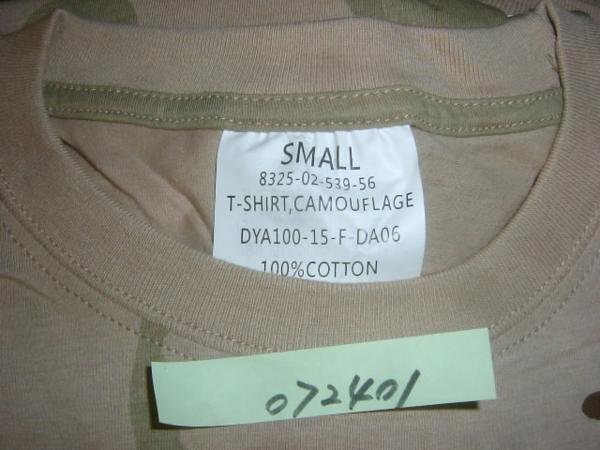 SMALL
8325-02-539-56
T-SHIRT,CAMOUFLAGE
DYA100-15-F-DA06
100%COTTON
072401